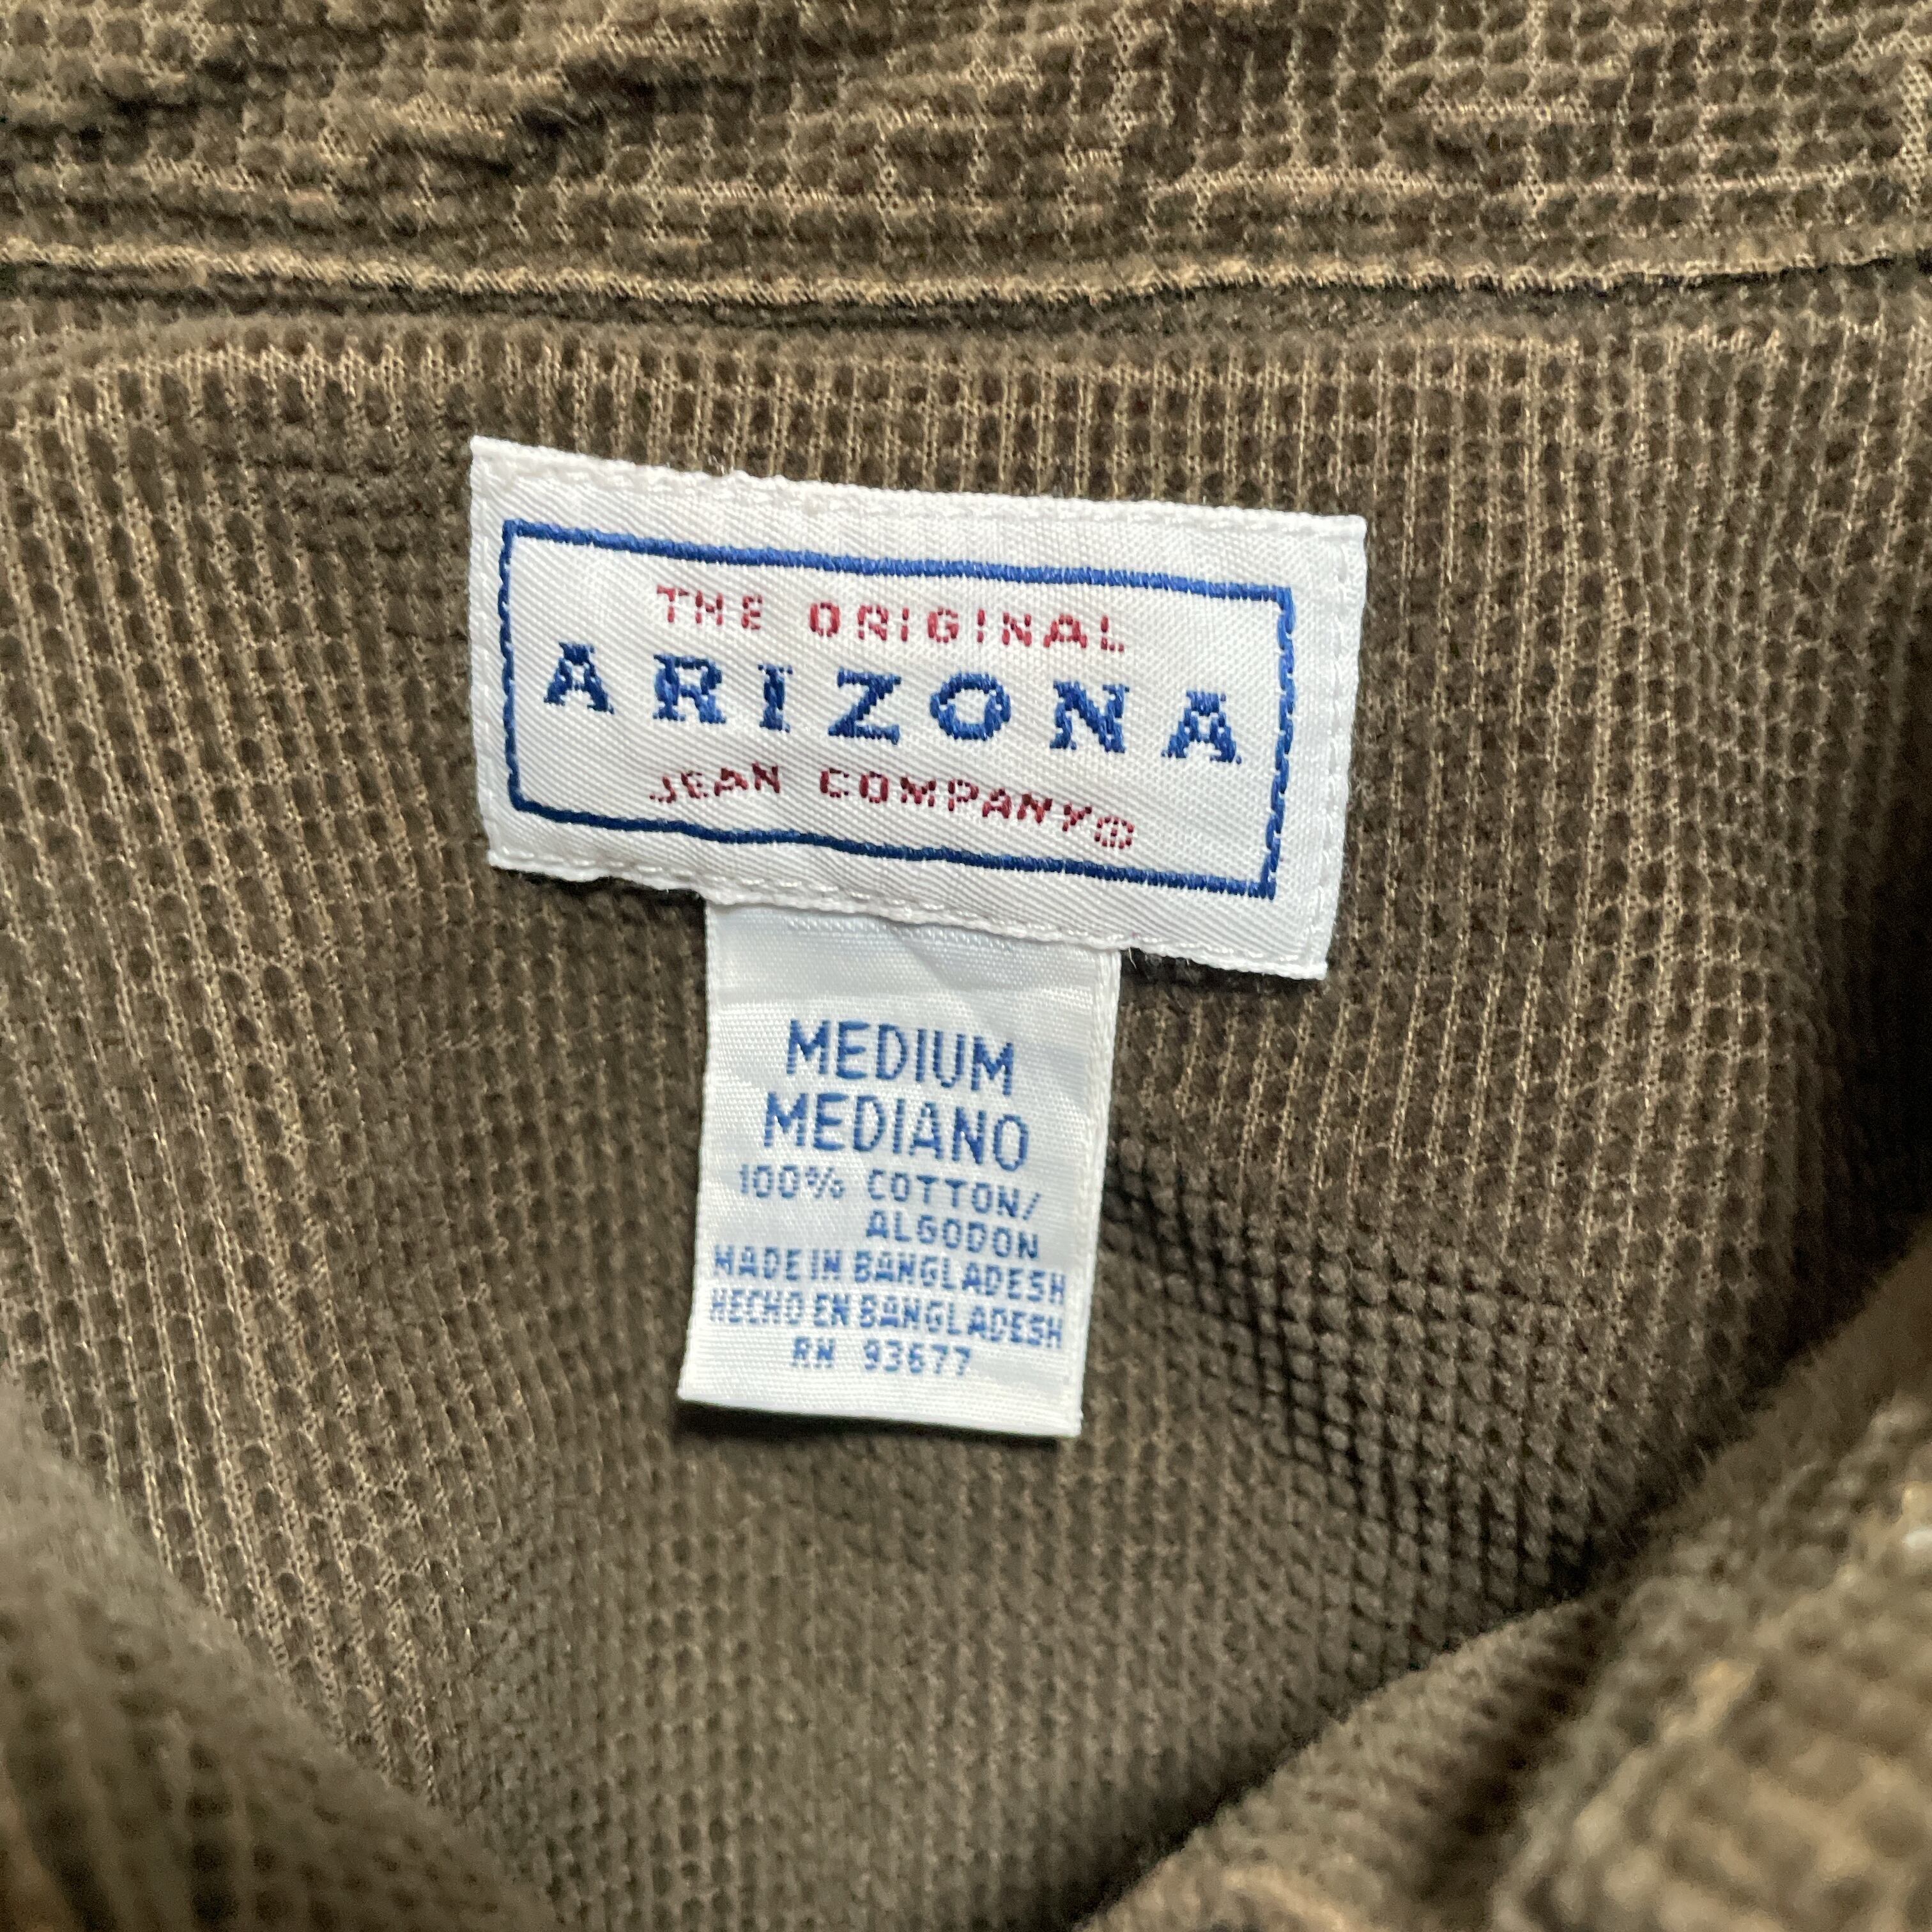 THE ORIGINAL
ARIZONA
JEAN COMPANY®
MEDIUM
MEDIANO
100% COTTON/
ALGODON
MADE IN BANGLADESH
HECHO EN BANGLADESH
RN 93677